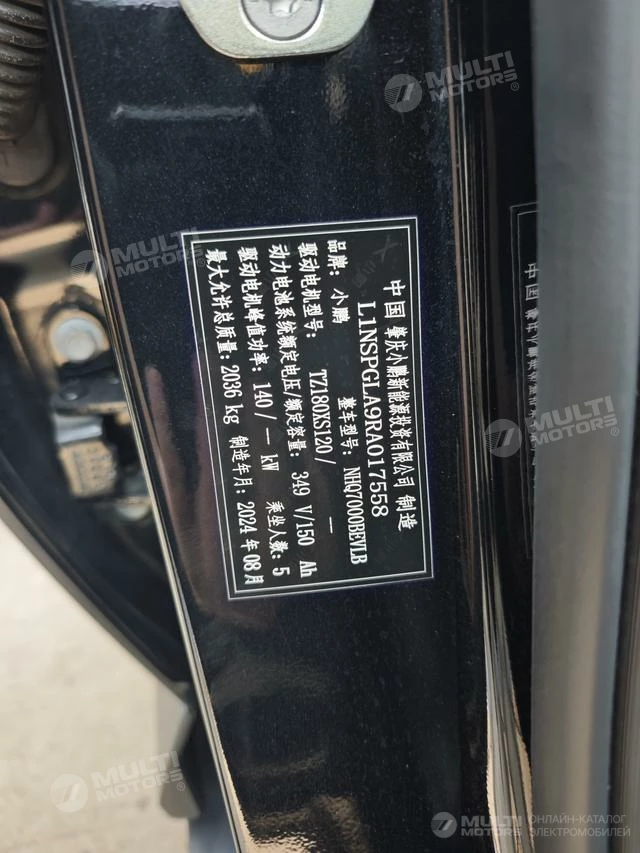 中国 肇庆小鹏新能源投资有限公司 制造
L1NSPGLA9RA017558
品牌：小鹏 整车型号：NHQ7000BEVLB
驱动电机型号：TZ180XS120/ —
动力电池系统额定电压/额定容量：349 V/150 Ah
驱动电机峰值功率：140/— kW 乘坐人数：5
最大允许总质量：2036 kg 制造年月：2024年08月
MULTI MOTORS®
MULTI MOTORS®
MULTI MOTORS®
MULTI MOTORS®
MULTI MOTORS® ОНЛАЙН-КАТАЛОГ ЭЛЕКТРОМОБИЛЕЙ